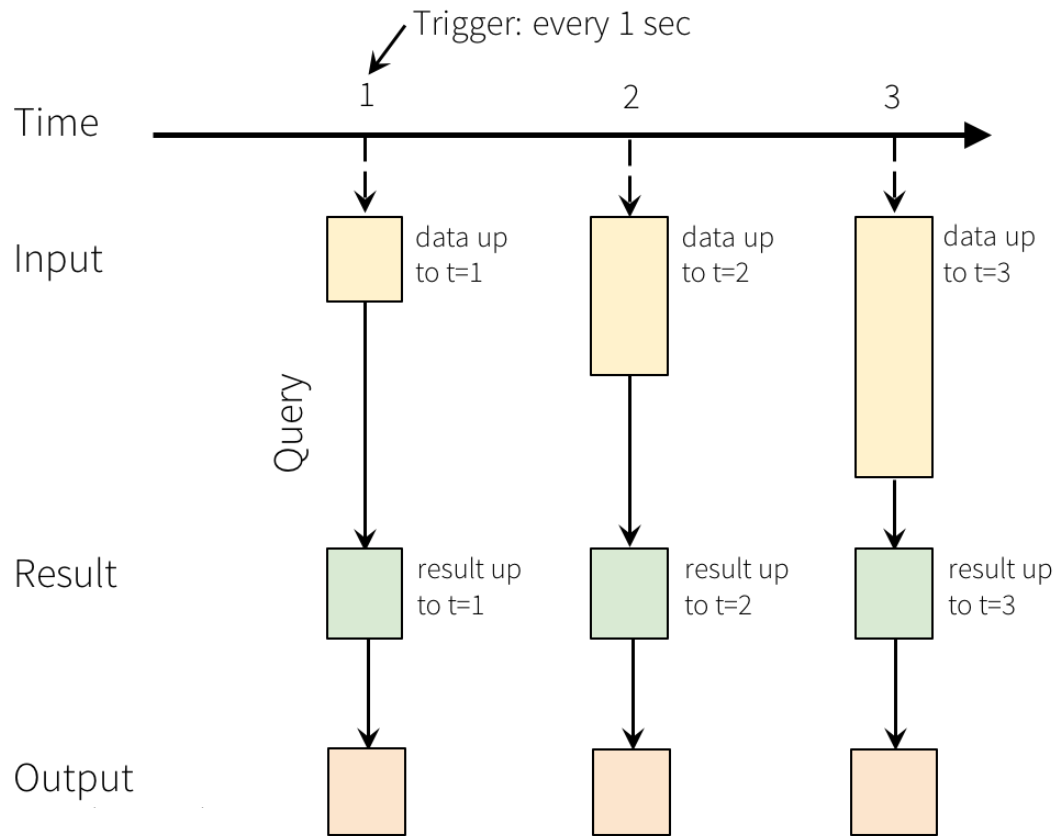 Trigger: every 1 sec
1
2
3
Time
Input
data up
to t=1
data up
to t=2
data up
to t=3
Query
Result
result up
to t=1
result up
to t=2
result up
to t=3
Output